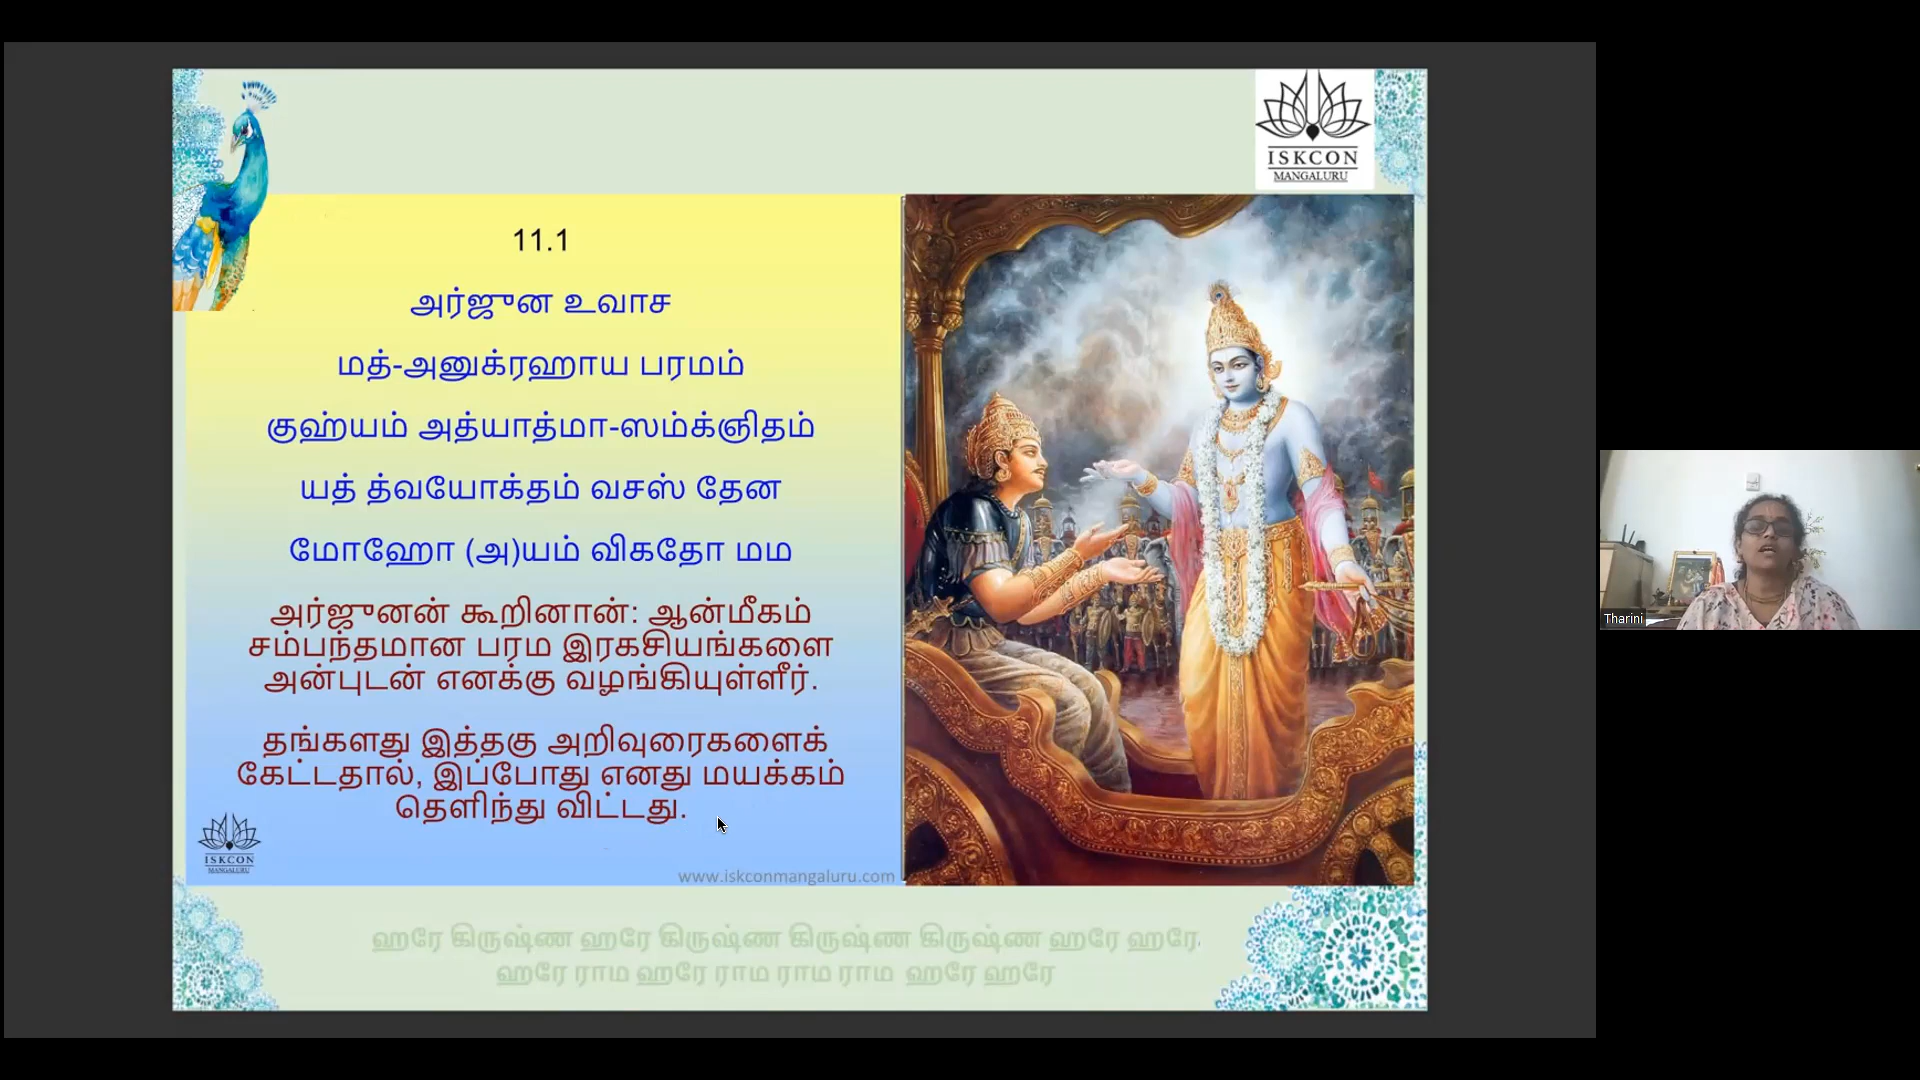 ISKCON
MANGALURU
11.1
அர்ஜுன உவாச
மத்-அனுக்ரஹாய பரமம்
குஹ்யம் அத்யாத்மா-ஸம்க்ஞிதம்
யத் த்வயோக்தம் வசஸ் தேன
மோஹோ (அ)யம் விகதோ மம
அர்ஜுனன் கூறினான்: ஆன்மீகம்
சம்பந்தமான பரம இரகசியங்களை
அன்புடன் எனக்கு வழங்கியுள்ளீர்.
தங்களது இத்தகு அறிவுரைகளைக்
கேட்டதால், இப்போது எனது மயக்கம்
தெளிந்து விட்டது.
ISKCON
MANGALURU
www.iskconmangaluru.com
ஹரே கிருஷ்ண ஹரே கிருஷ்ண கிருஷ்ண கிருஷ்ண ஹரே ஹரே
ஹரே ராம ஹரே ராம ராம ராம ஹரே ஹரே
Tharini